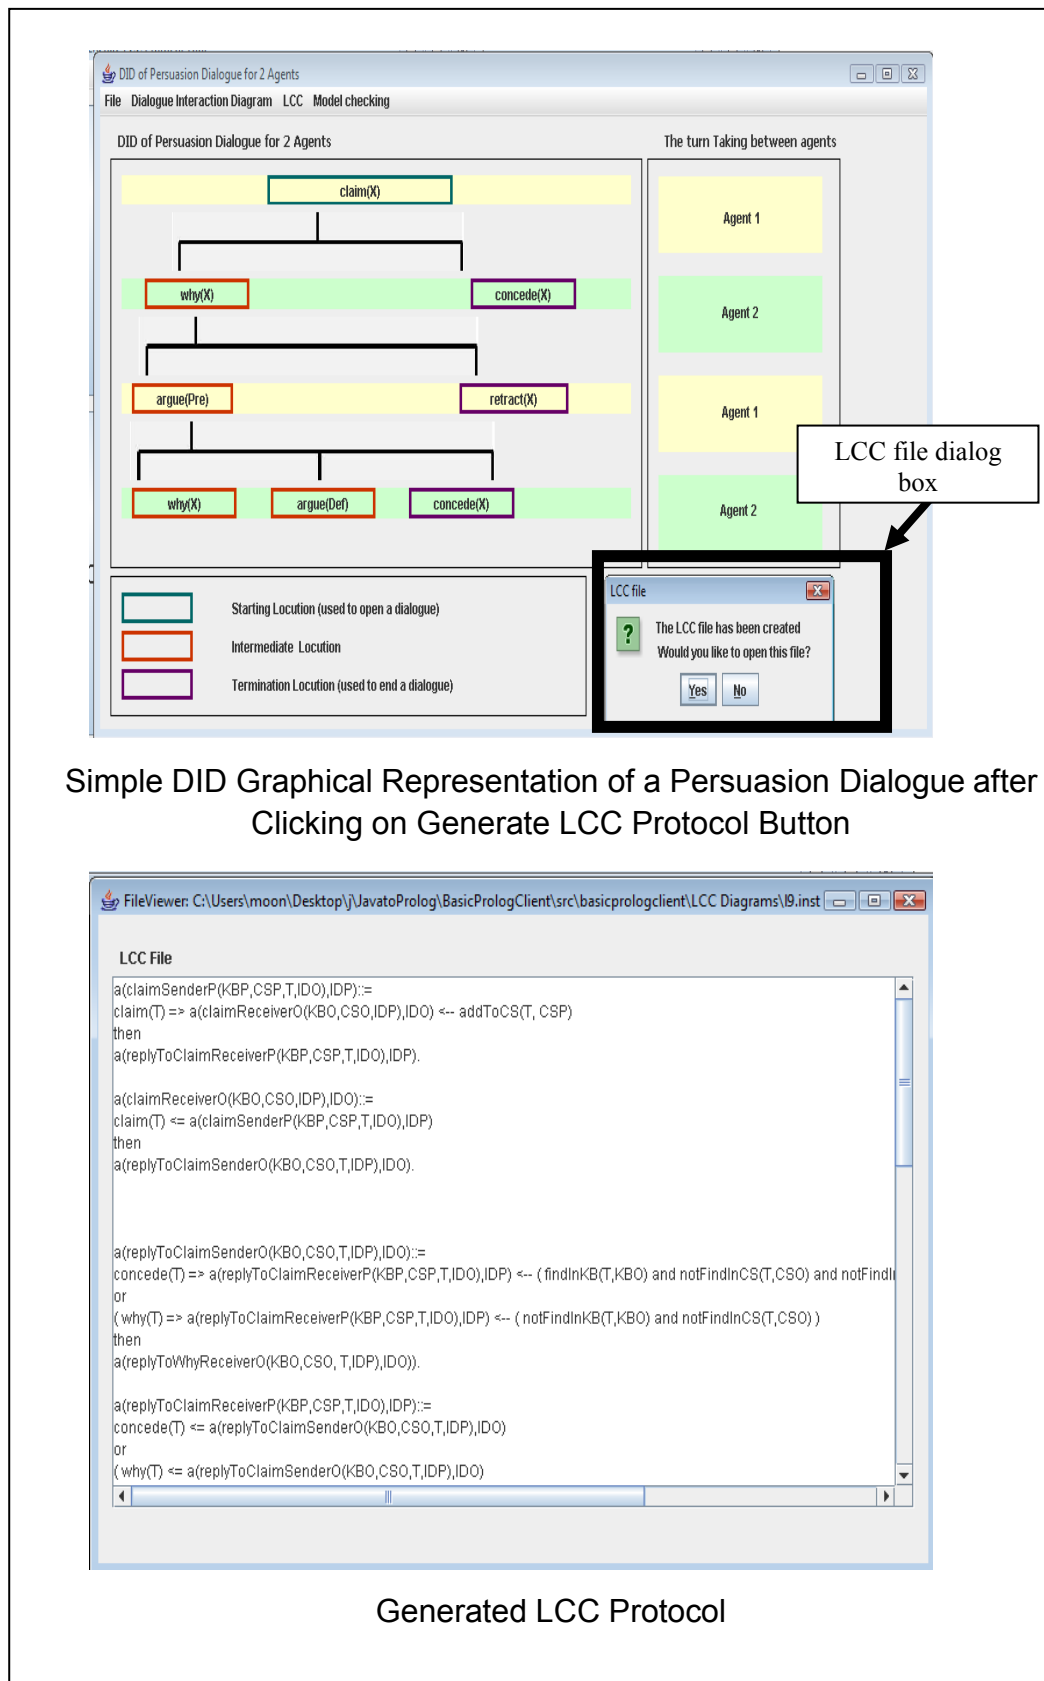 DID of Persuasion Dialogue for 2 Agents
File Dialogue Interaction Diagram LCC Model checking
DID of Persuasion Dialogue for 2 Agents
The turn Taking between agents
claim(X)
Agent 1
why(X)
concede(X)
Agent 2
argue(Pre)
retract(X)
Agent 1
LCC file dialog
box
why(X)
argue(Def)
concede(X)
Agent 2
Starting Locution (used to open a dialogue)
Intermediate Locution
Termination Locution (used to end a dialogue)
LCC file
?
The LCC file has been created
Would you like to open this file?
Yes No
Simple DID Graphical Representation of a Persuasion Dialogue after
Clicking on Generate LCC Protocol Button
FileViewer: C:\Users\moon\Desktop\j\JavatoProlog\BasicPrologClient\src\basicprologclient\LCC Diagrams\I9.inst
LCC File
a(claimSenderP(KBP,CSP,T,IDO),IDP)::=
claim(T) => a(claimReceiverO(KBO,CSO,IDP),IDO) <-- addToCS(T, CSP)
then
a(replyToClaimReceiverP(KBP,CSP,T,IDO),IDP).
a(claimReceiverO(KBO,CSO,IDP),IDO)::=
claim(T) <= a(claimSenderP(KBP,CSP,T,IDO),IDP)
then
a(replyToClaimSenderO(KBO,CSO,T,IDP),IDO).
a(replyToClaimSenderO(KBO,CSO,T,IDP),IDO)::=
concede(T) => a(replyToClaimReceiverP(KBP,CSP,T,IDO),IDP) <-- ( findInKB(T,KBO) and notFindInCS(T,CSO) and notFindI
or
( why(T) => a(replyToClaimReceiverP(KBP,CSP,T,IDO),IDP) <-- ( notFindInKB(T,KBO) and notFindInCS(T,CSO) )
then
a(replyToWhyReceiverO(KBO,CSO, T,IDP),IDO)).
a(replyToClaimReceiverP(KBP,CSP,T,IDO),IDP)::=
concede(T) <= a(replyToClaimSenderO(KBO,CSO,T,IDP),IDO)
or
( why(T) <= a(replyToClaimSenderO(KBO,CSO,T,IDP),IDO)
Generated LCC Protocol